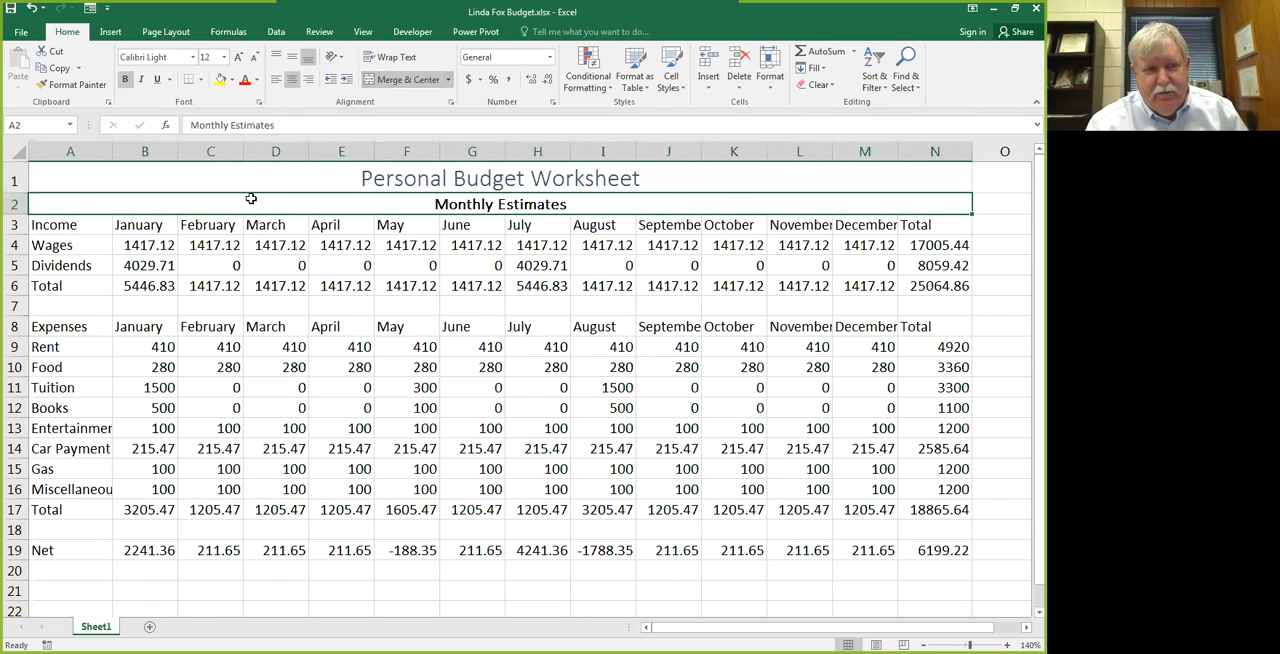 Linda Fox Budget.xlsx - Excel
File Home Insert Page Layout Formulas Data Review View Developer Power Pivot Tell me what you want to do... Sign in Share
Paste Cut Copy Format Painter Clipboard
Calibri Light 12 B I U A Font
Wrap Text Merge & Center Alignment
General $ % , Number
Conditional Formatting Format as Table Cell Styles Styles
Insert Delete Format Cells
AutoSum Fill Clear Sort & Filter Find & Select Editing
A2 fx Monthly Estimates
A B C D E F G H I J K L M N O
1 Personal Budget Worksheet
2 Monthly Estimates
3 Income January February March April May June July August Septembe October November December Total
4 Wages 1417.12 1417.12 1417.12 1417.12 1417.12 1417.12 1417.12 1417.12 1417.12 1417.12 1417.12 1417.12 17005.44
5 Dividends 4029.71 0 0 0 0 0 4029.71 0 0 0 0 0 8059.42
6 Total 5446.83 1417.12 1417.12 1417.12 1417.12 1417.12 5446.83 1417.12 1417.12 1417.12 1417.12 1417.12 25064.86
7
8 Expenses January February March April May June July August Septembe October November December Total
9 Rent 410 410 410 410 410 410 410 410 410 410 410 410 4920
10 Food 280 280 280 280 280 280 280 280 280 280 280 280 3360
11 Tuition 1500 0 0 0 300 0 0 1500 0 0 0 0 3300
12 Books 500 0 0 0 100 0 0 500 0 0 0 0 1100
13 Entertainmen 100 100 100 100 100 100 100 100 100 100 100 100 1200
14 Car Payment 215.47 215.47 215.47 215.47 215.47 215.47 215.47 215.47 215.47 215.47 215.47 215.47 2585.64
15 Gas 100 100 100 100 100 100 100 100 100 100 100 100 1200
16 Miscellaneou 100 100 100 100 100 100 100 100 100 100 100 100 1200
17 Total 3205.47 1205.47 1205.47 1205.47 1605.47 1205.47 1205.47 3205.47 1205.47 1205.47 1205.47 1205.47 18865.64
18
19 Net 2241.36 211.65 211.65 211.65 -188.35 211.65 4241.36 -1788.35 211.65 211.65 211.65 211.65 6199.22
20
21
22
Sheet1
Ready 140%